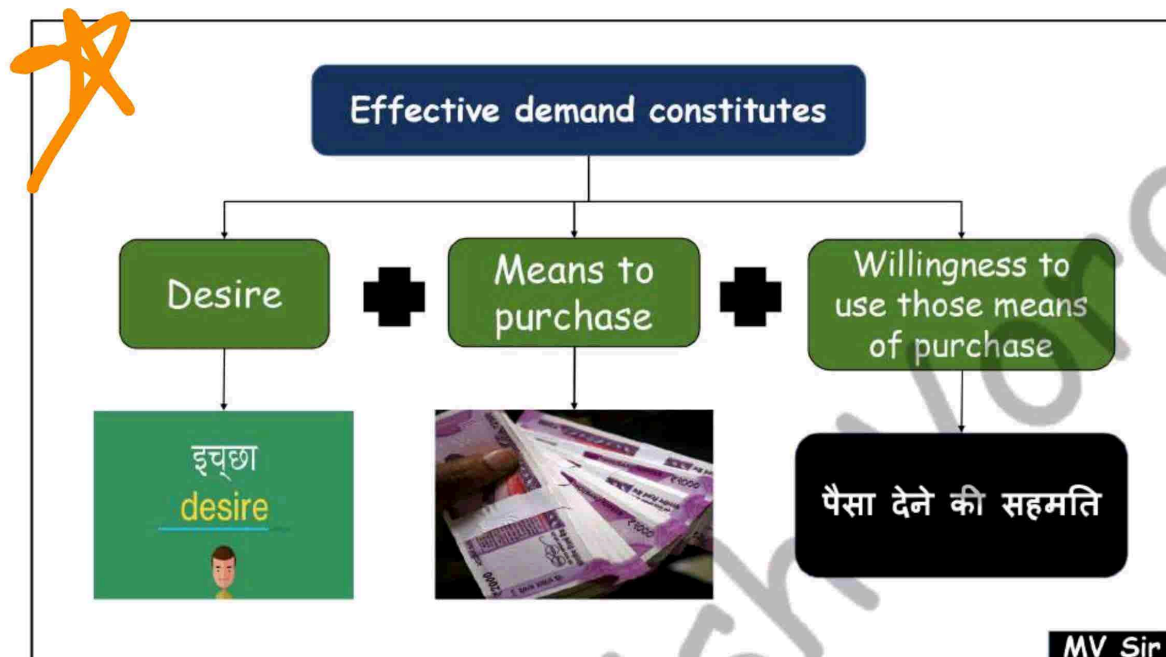 Effective demand constitutes
Desire
Means to
purchase
Willingness to
use those means
of purchase
इच्छा
desire
₹2000
पैसा देने की सहमति
MV Sir